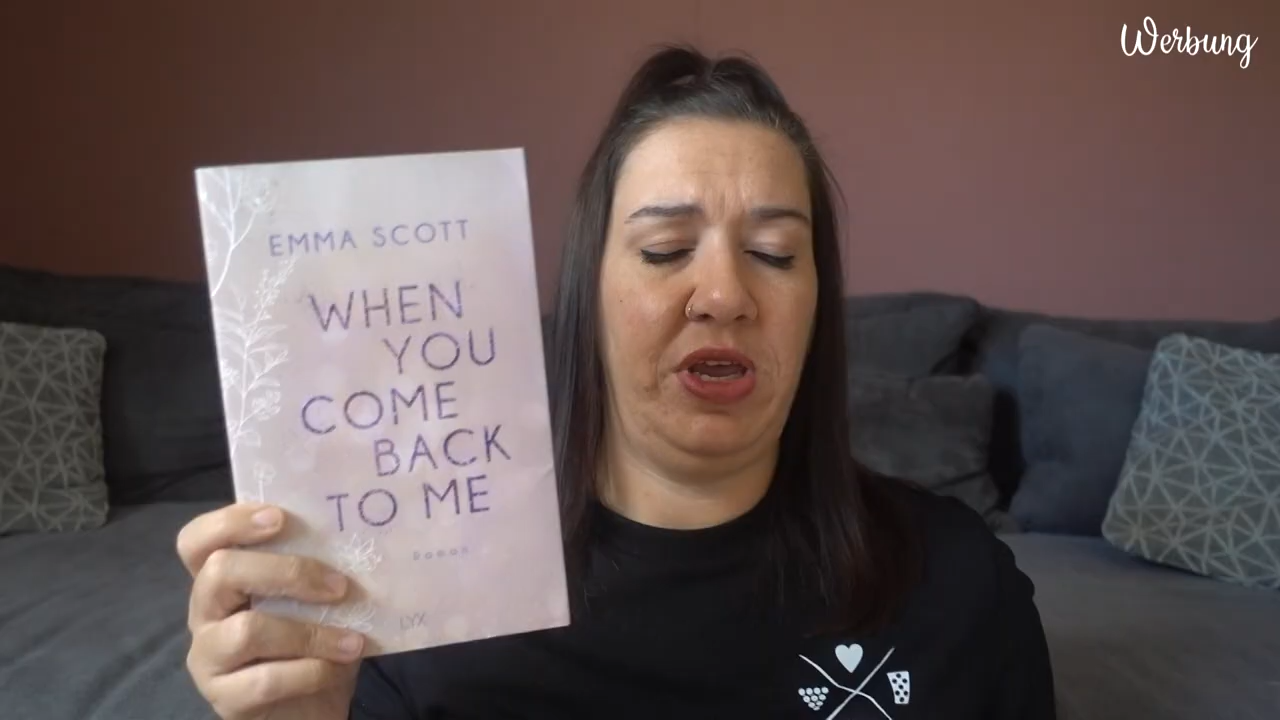 Werbung
EMMA SCOTT
WHEN
YOU
COME
BACK
TO ME
ROMAN
LYX